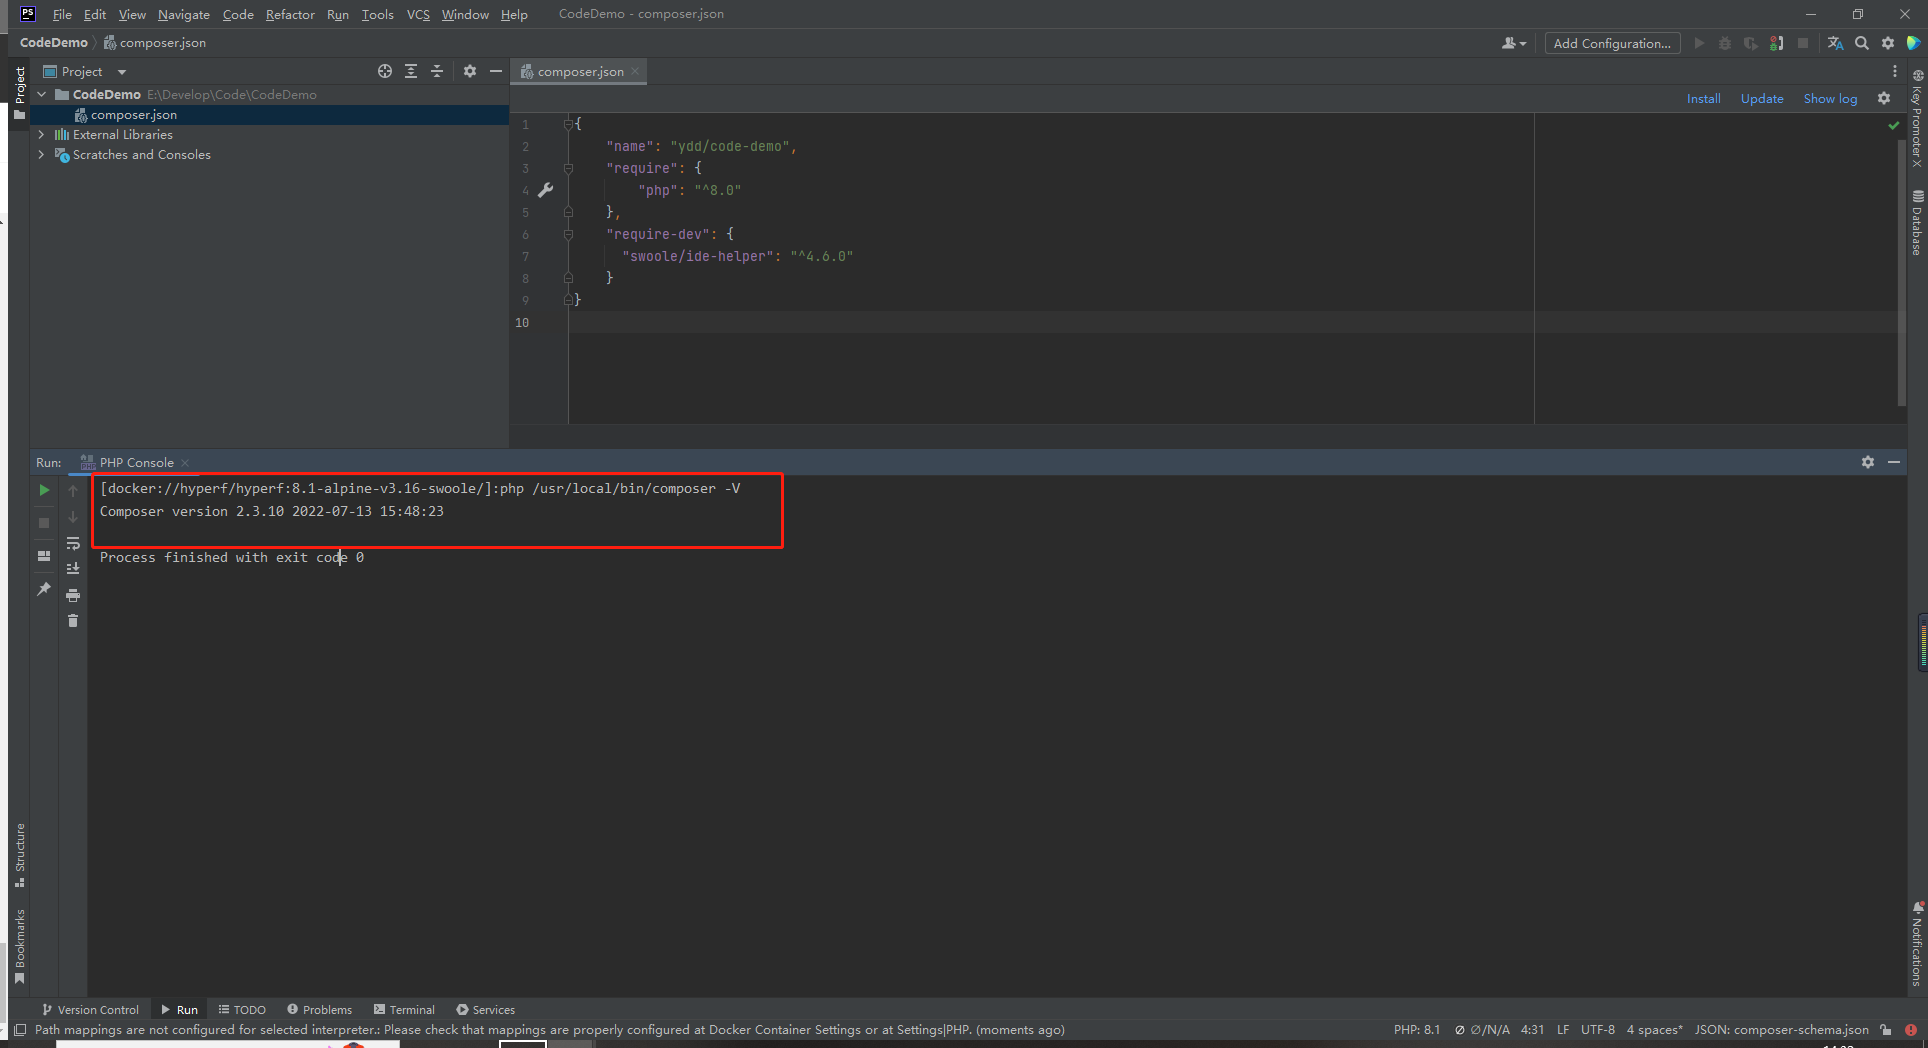 PS File Edit View Navigate Code Refactor Run Tools VCS Window Help CodeDemo - composer.json
CodeDemo composer.json
Add Configuration...
Project
composer.json
Project
CodeDemo E:\Develop\Code\CodeDemo
composer.json
External Libraries
Scratches and Consoles
Install Update Show log
1 {
2 "name": "ydd/code-demo",
3 "require": {
4 "php": "^8.0"
5 },
6 "require-dev": {
7 "swoole/ide-helper": "^4.6.0"
8 }
9 }
10
Key Promoter X
Database
Run: PHP Console
[docker://hyperf/hyperf:8.1-alpine-v3.16-swoole/]:php /usr/local/bin/composer -V
Composer version 2.3.10 2022-07-13 15:48:23
Process finished with exit code 0
Structure
Bookmarks
Notifications
Version Control Run TODO Problems Terminal Services
Path mappings are not configured for selected interpreter.: Please check that mappings are properly configured at Docker Container Settings or at Settings|PHP. (moments ago)
PHP: 8.1 ∅/N/A 4:31 LF UTF-8 4 spaces* JSON: composer-schema.json